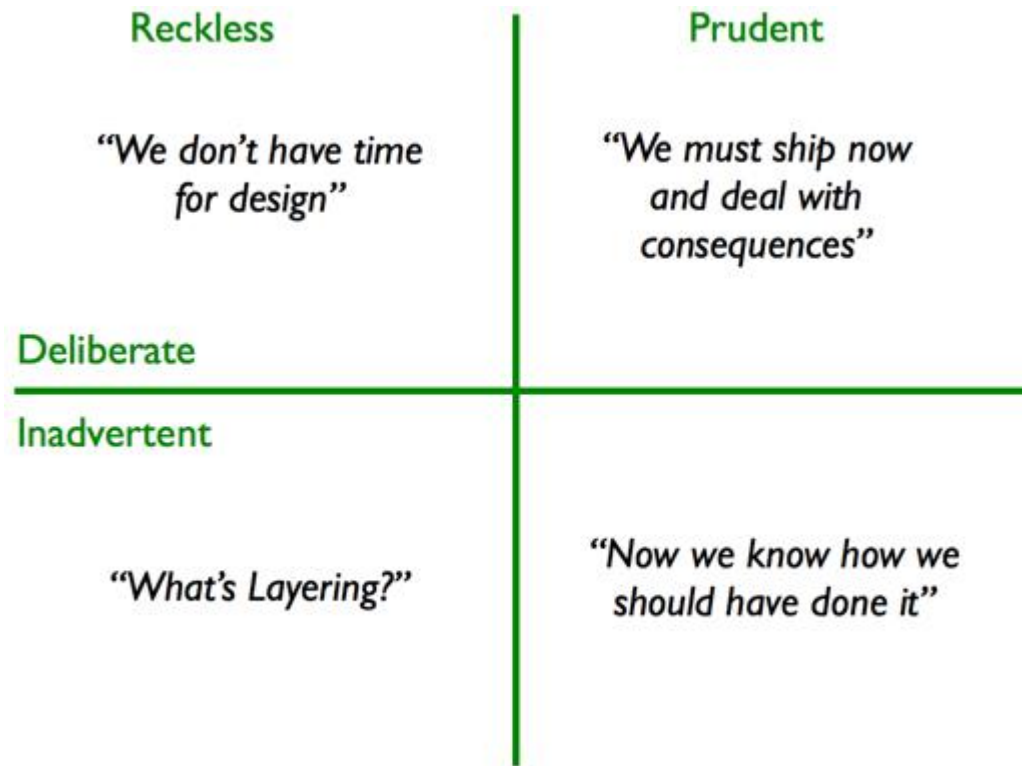 Reckless
Prudent
“We don’t have time
for design”
“We must ship now
and deal with
consequences”
Deliberate
Inadvertent
“What’s Layering?”
“Now we know how we
should have done it”